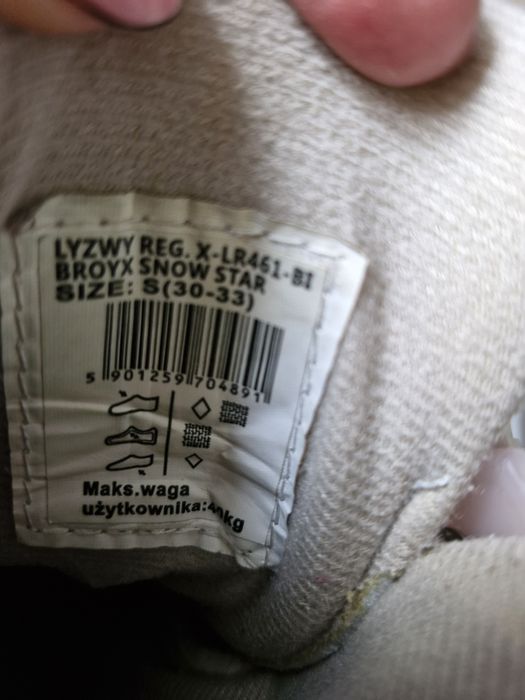 LYZWY REG. X-LR461-BI
BROYX SNOW STAR
SIZE: S(30-33)
5 901259 704891
Maks.waga
użytkownika: